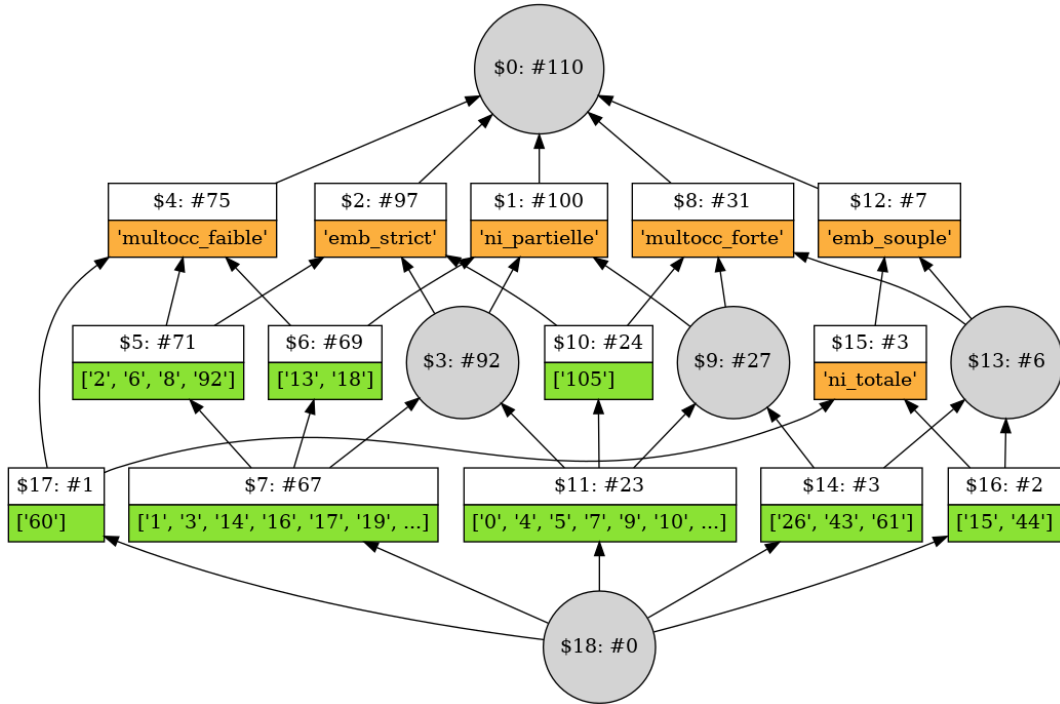 $0: #110
$4: #75
'multocc_faible'
$2: #97
'emb_strict'
$1: #100
'ni_partielle'
$8: #31
'multocc_forte'
$12: #7
'emb_souple'
$5: #71
['2', '6', '8', '92']
$6: #69
['13', '18']
$3: #92
$10: #24
['105']
$9: #27
$15: #3
'ni_totale'
$13: #6
$17: #1
['60']
$7: #67
['1', '3', '14', '16', '17', '19', ...]
$11: #23
['0', '4', '5', '7', '9', '10', ...]
$14: #3
['26', '43', '61']
$16: #2
['15', '44']
$18: #0